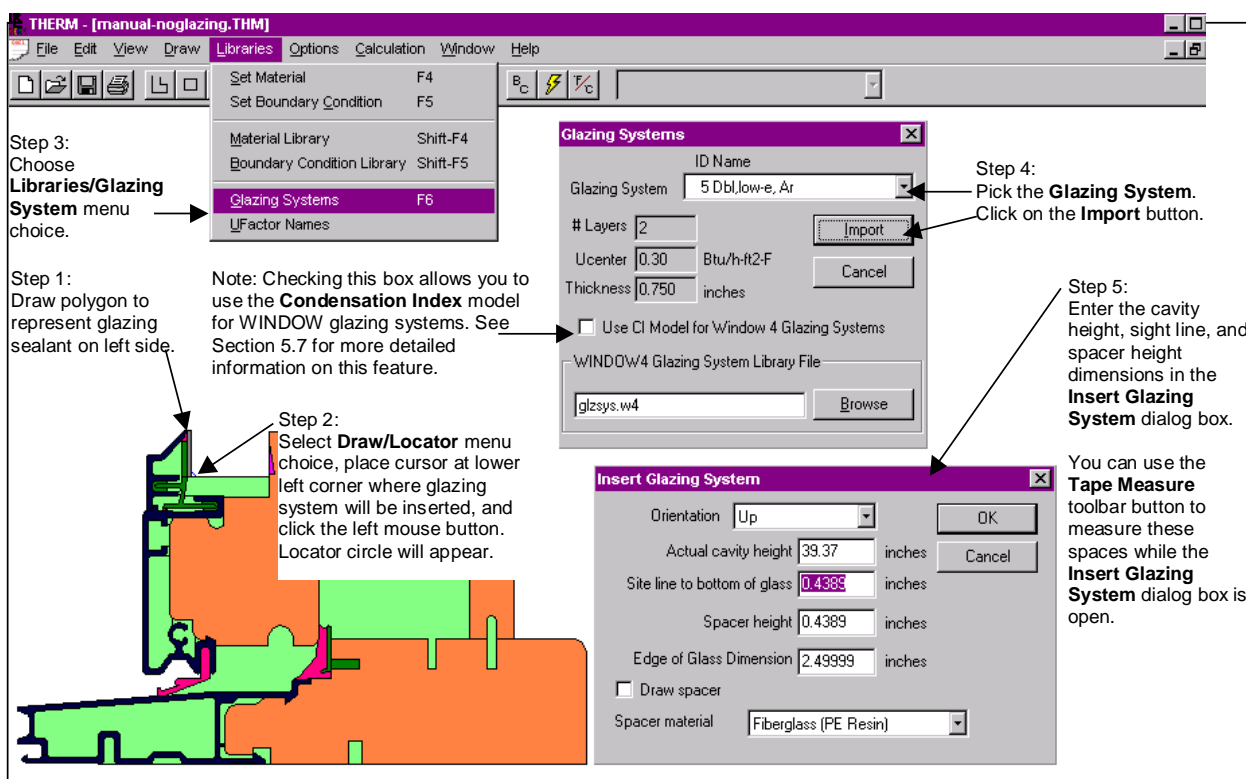 THERM - [manual-noglazing.THM]
File Edit View Draw Libraries Options Calculation Window Help
Set Material F4
Set Boundary Condition F5
Material Library Shift-F4
Boundary Condition Library Shift-F5
Glazing Systems F6
UFactor Names
BC
°F/C
Step 3:
Choose
Libraries/Glazing
System menu
choice.
Glazing Systems
ID Name
Glazing System 5 Dbl,low-e, Ar
# Layers 2
Import
Ucenter 0.30 Btu/h-ft2-F
Cancel
Thickness 0.750 inches
Use CI Model for Window 4 Glazing Systems
WINDOW4 Glazing System Library File
glzsys.w4
Browse
Step 4:
Pick the Glazing System.
Click on the Import button.
Step 1:
Draw polygon to
represent glazing
sealant on left side.
Note: Checking this box allows you to
use the Condensation Index model
for WINDOW glazing systems. See
Section 5.7 for more detailed
information on this feature.
Step 2:
Select Draw/Locator menu
choice, place cursor at lower
left corner where glazing
system will be inserted, and
click the left mouse button.
Locator circle will appear.
Step 5:
Enter the cavity
height, sight line, and
spacer height
dimensions in the
Insert Glazing
System dialog box.
You can use the
Tape Measure
toolbar button to
measure these
spaces while the
Insert Glazing
System dialog box is
open.
Insert Glazing System
Orientation Up
OK
Actual cavity height 39.37 inches
Cancel
Site line to bottom of glass 0.4389 inches
Spacer height 0.4389 inches
Edge of Glass Dimension 2.49999 inches
Draw spacer
Spacer material Fiberglass (PE Resin)